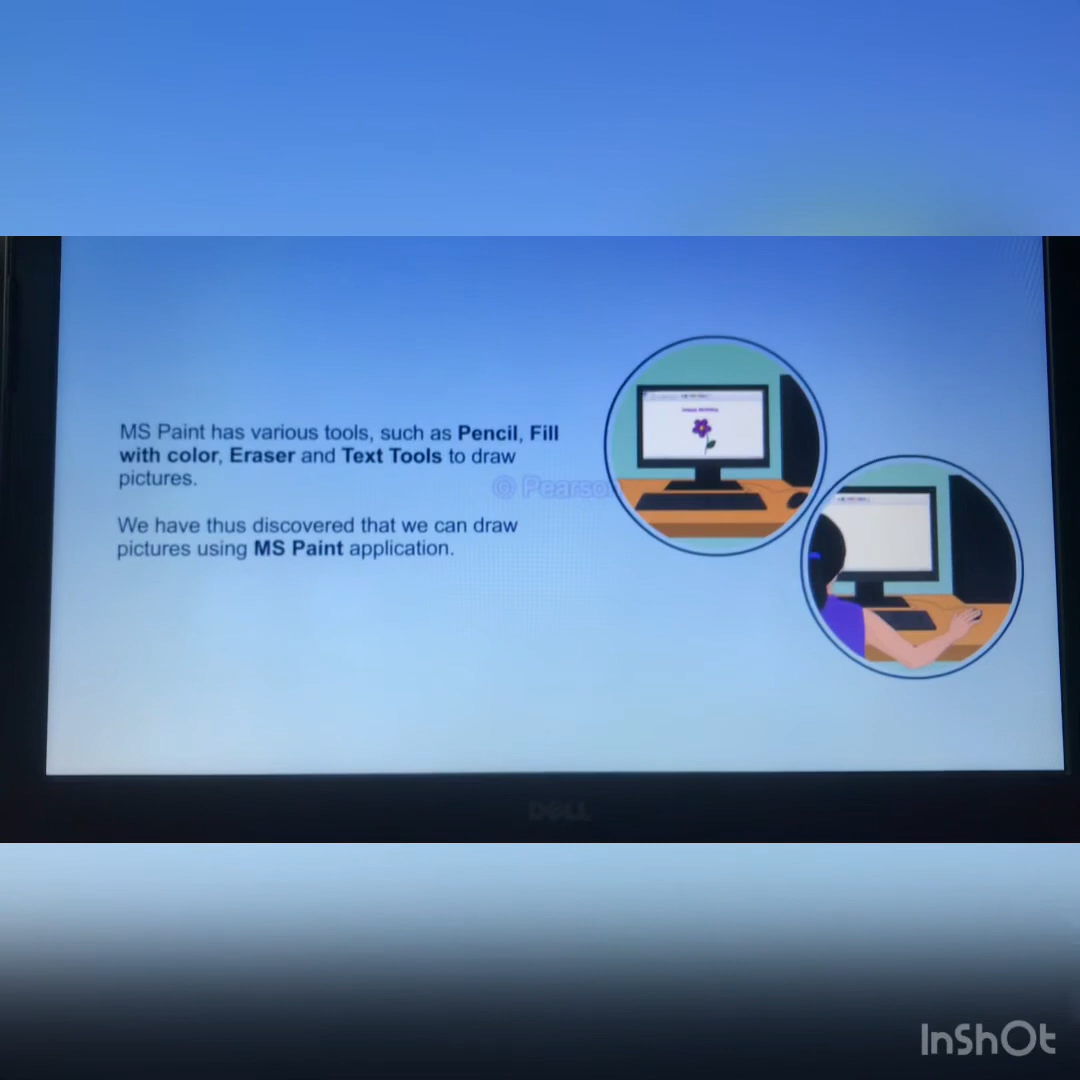 MS Paint has various tools, such as Pencil, Fill
with color, Eraser and Text Tools to draw
pictures.
© Pearson
We have thus discovered that we can draw
pictures using MS Paint application.
DELL
InShOt